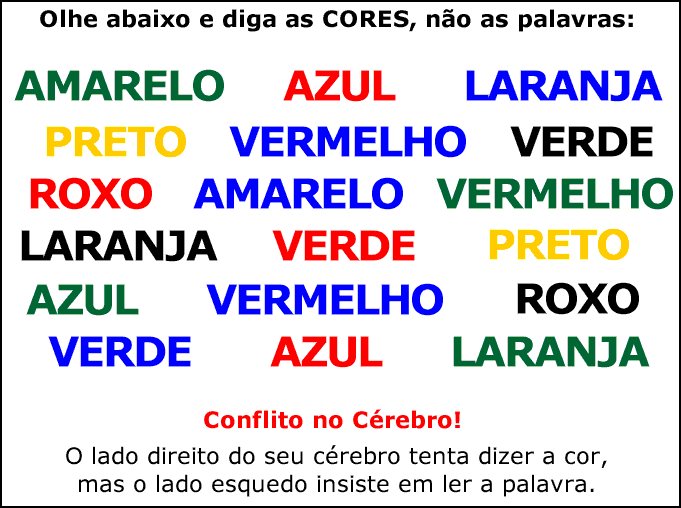 Olhe abaixo e diga as CORES, não as palavras:
AMARELO AZUL LARANJA
PRETO VERMELHO VERDE
ROXO AMARELO VERMELHO
LARANJA VERDE PRETO
AZUL VERMELHO ROXO
VERDE AZUL LARANJA
Conflito no Cérebro!
O lado direito do seu cérebro tenta dizer a cor,
mas o lado esquedo insiste em ler a palavra.